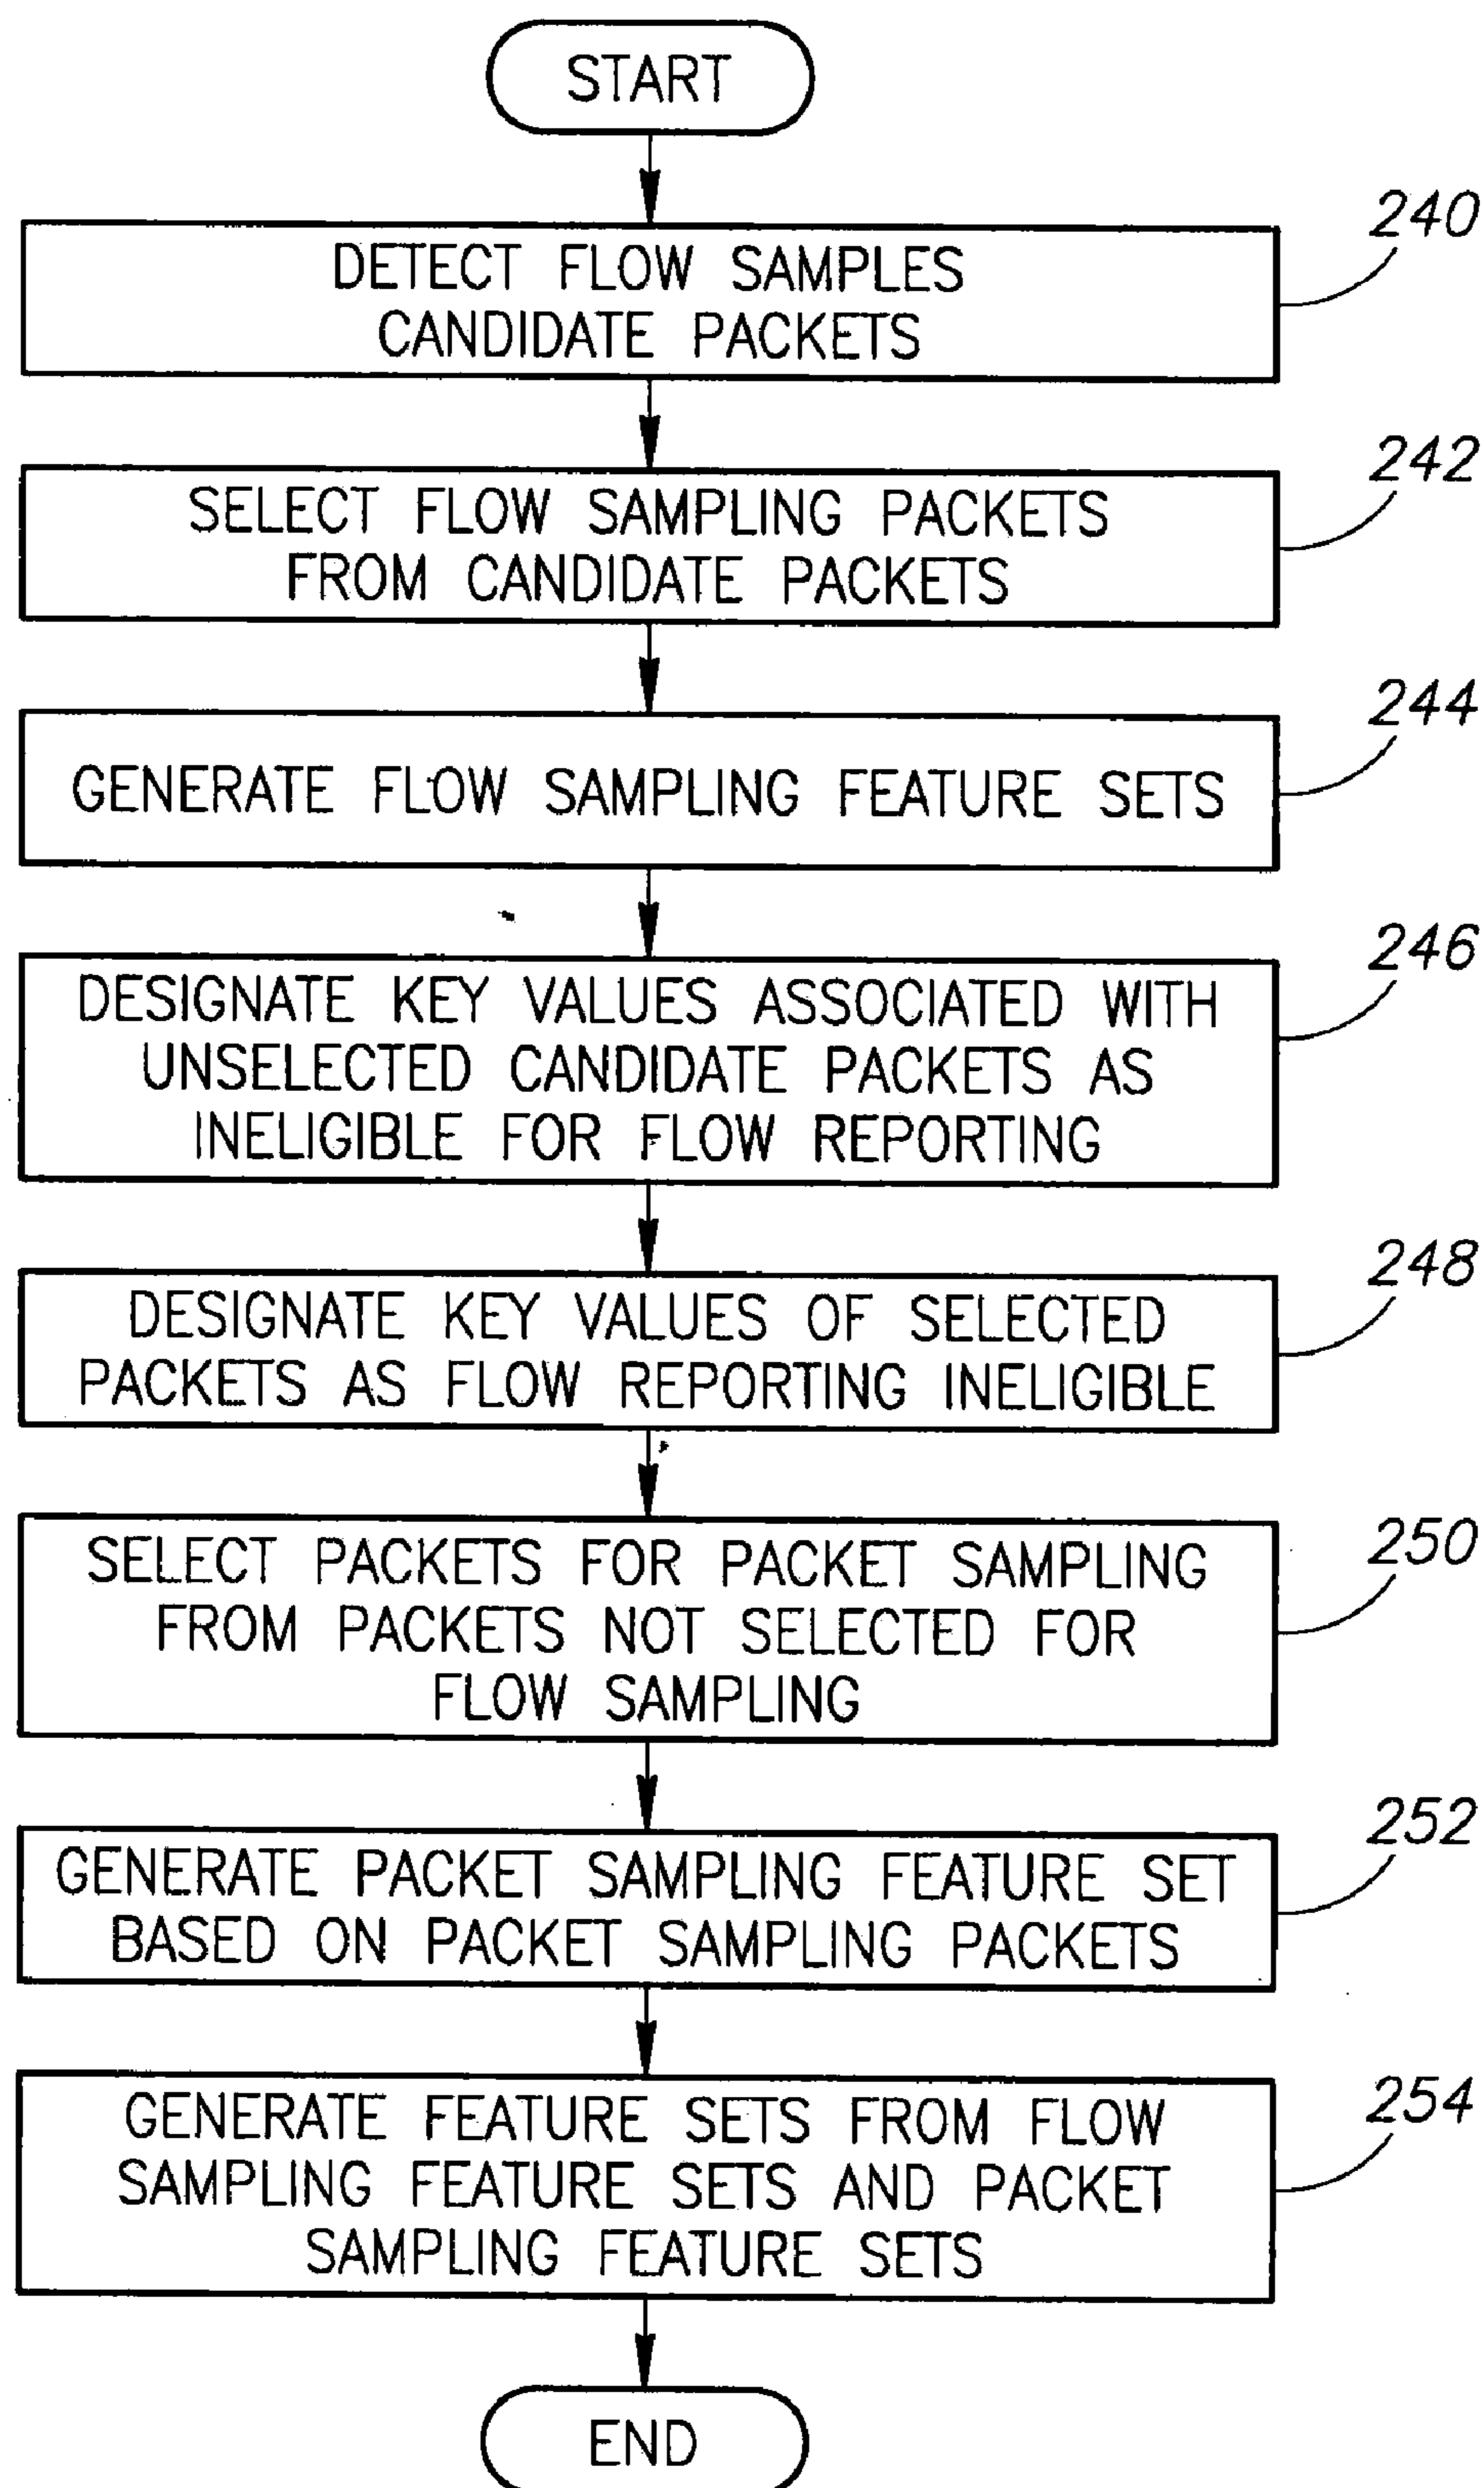 START
240
DETECT FLOW SAMPLES
CANDIDATE PACKETS
242
SELECT FLOW SAMPLING PACKETS
FROM CANDIDATE PACKETS
244
GENERATE FLOW SAMPLING FEATURE SETS
246
DESIGNATE KEY VALUES ASSOCIATED WITH
UNSELECTED CANDIDATE PACKETS AS
INELIGIBLE FOR FLOW REPORTING
248
DESIGNATE KEY VALUES OF SELECTED
PACKETS AS FLOW REPORTING INELIGIBLE
250
SELECT PACKETS FOR PACKET SAMPLING
FROM PACKETS NOT SELECTED FOR
FLOW SAMPLING
252
GENERATE PACKET SAMPLING FEATURE SET
BASED ON PACKET SAMPLING PACKETS
254
GENERATE FEATURE SETS FROM FLOW
SAMPLING FEATURE SETS AND PACKET
SAMPLING FEATURE SETS
END